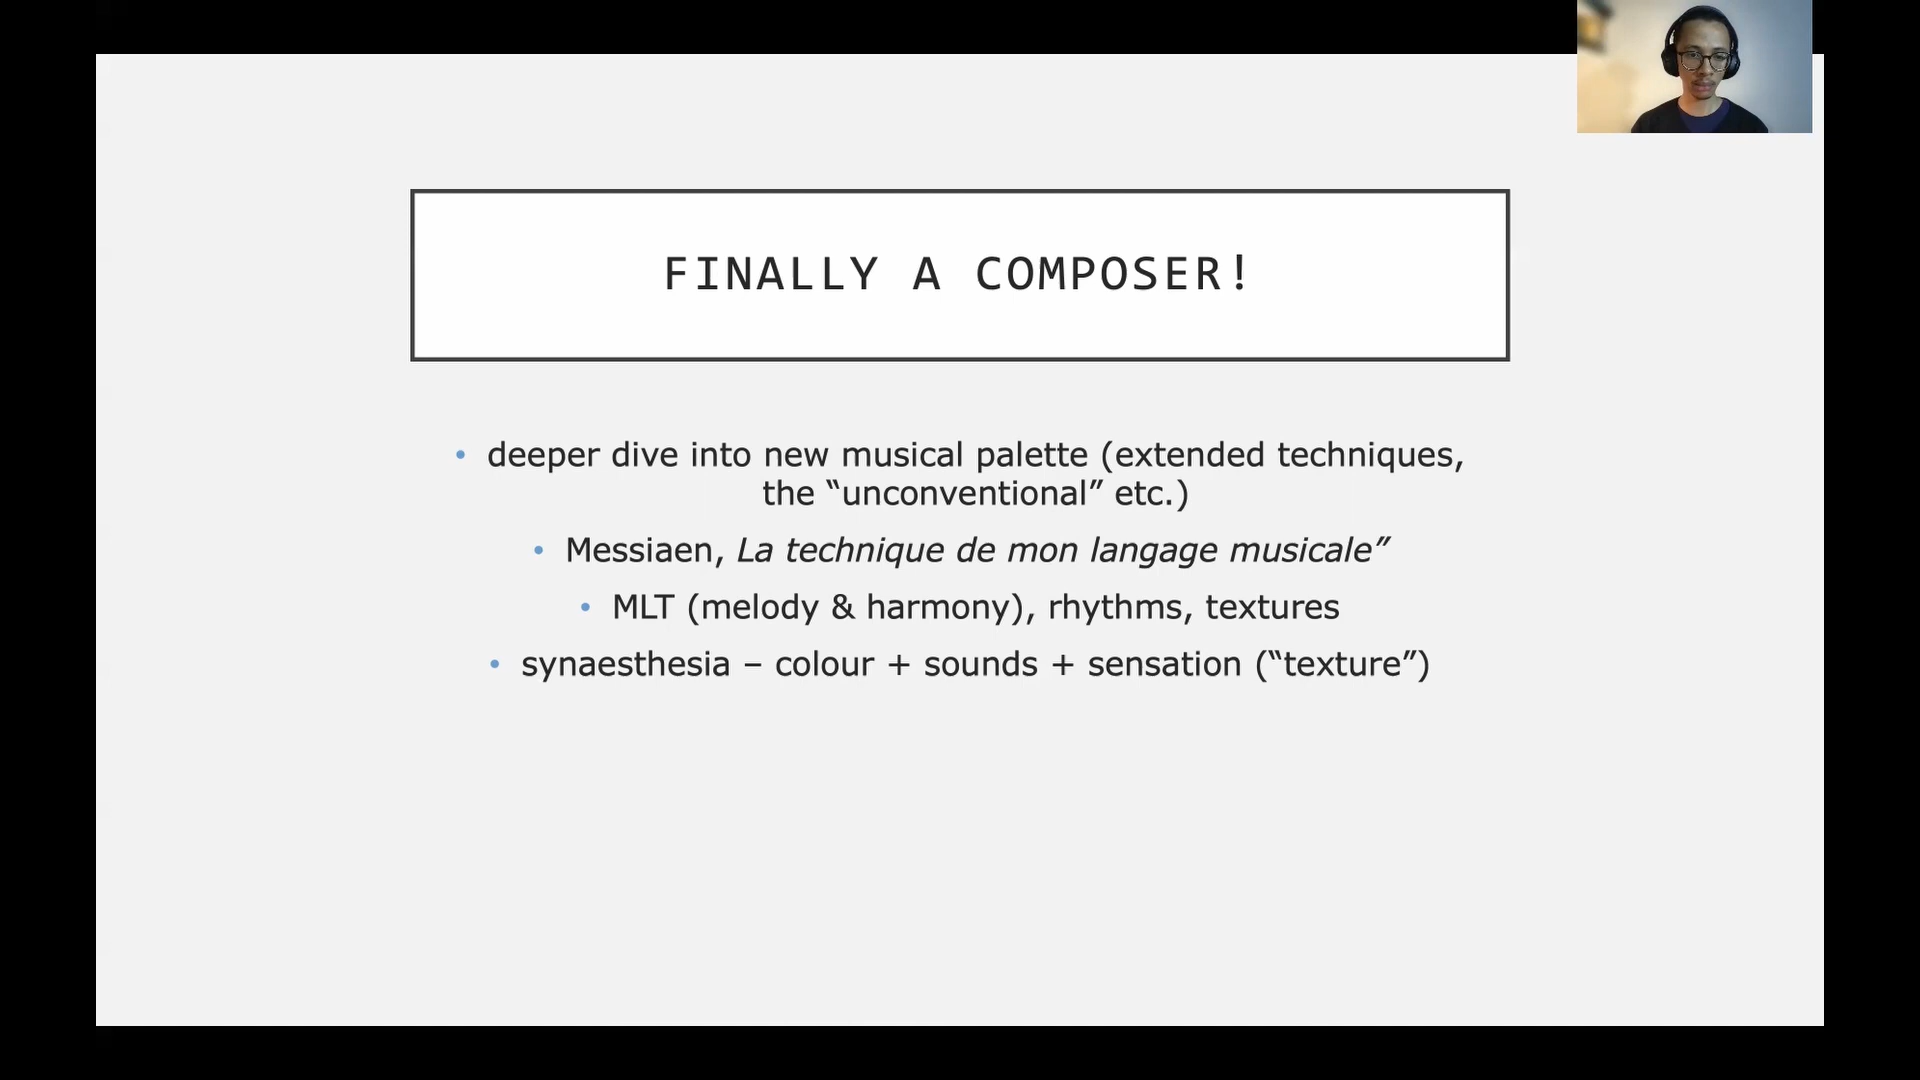 FINALLY A COMPOSER!
• deeper dive into new musical palette (extended techniques,
the “unconventional” etc.)
• Messiaen, La technique de mon langage musicale”
• MLT (melody & harmony), rhythms, textures
• synaesthesia – colour + sounds + sensation (“texture”)